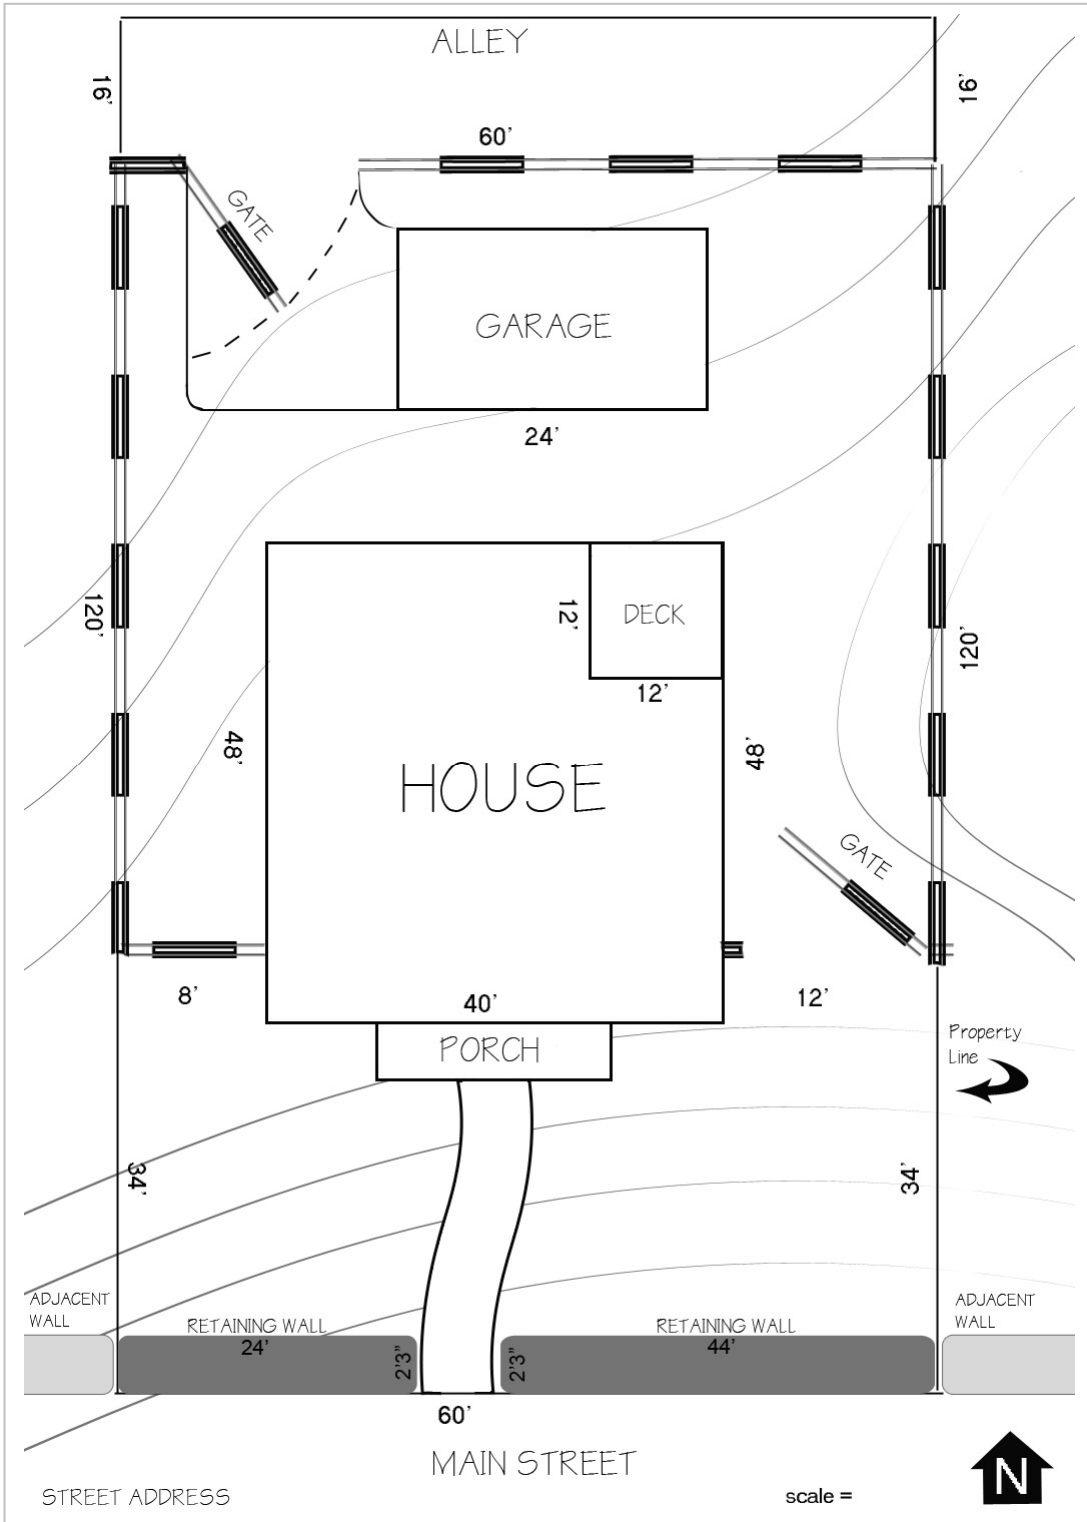 ALLEY
16'
16'
60'
GATE
GARAGE
24'
120'
12'
DECK
12'
120'
48'
HOUSE
48'
GATE
8'
40'
12'
PORCH
Property
Line
34'
34'
ADJACENT
WALL
RETAINING WALL
24'
2'3"
2'3"
RETAINING WALL
44'
ADJACENT
WALL
60'
MAIN STREET
STREET ADDRESS
scale =
N